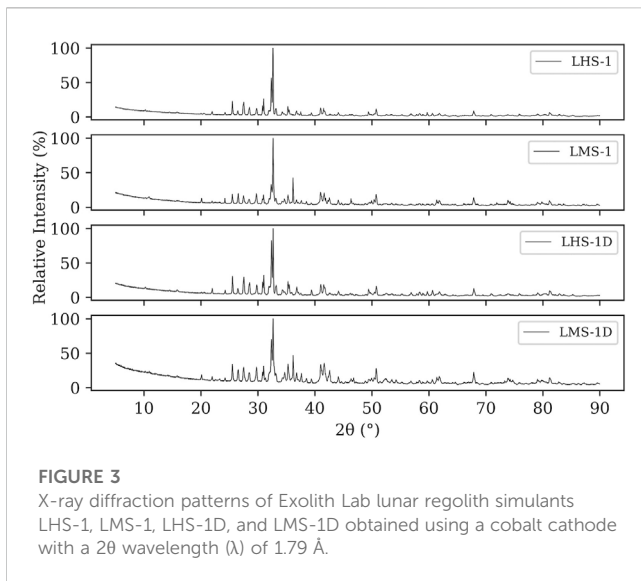 100
50
0
LHS-1
100
50
0
LMS-1
100
50
0
LHS-1D
100
50
0
LMS-1D
Relative Intensity (%)
10 20 30 40 50 60 70 80 90
2θ (°)
FIGURE 3
X-ray diffraction patterns of Exolith Lab lunar regolith simulants
LHS-1, LMS-1, LHS-1D, and LMS-1D obtained using a cobalt cathode
with a 2θ wavelength (λ) of 1.79 Å.